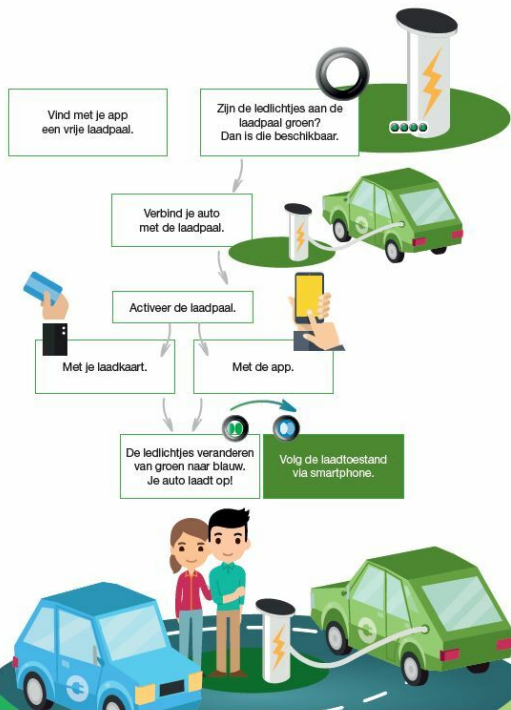 Vind met je app
een vrije laadpaal.
Zijn de ledlichtjes aan de
laadpaal groen?
Dan is die beschikbaar.
Verbind je auto
met de laadpaal.
Activeer de laadpaal.
Met je laadkaart.
Met de app.
De ledlichtjes veranderen
van groen naar blauw.
Je auto laadt op!
Volg de laadtoestand
via smartphone.